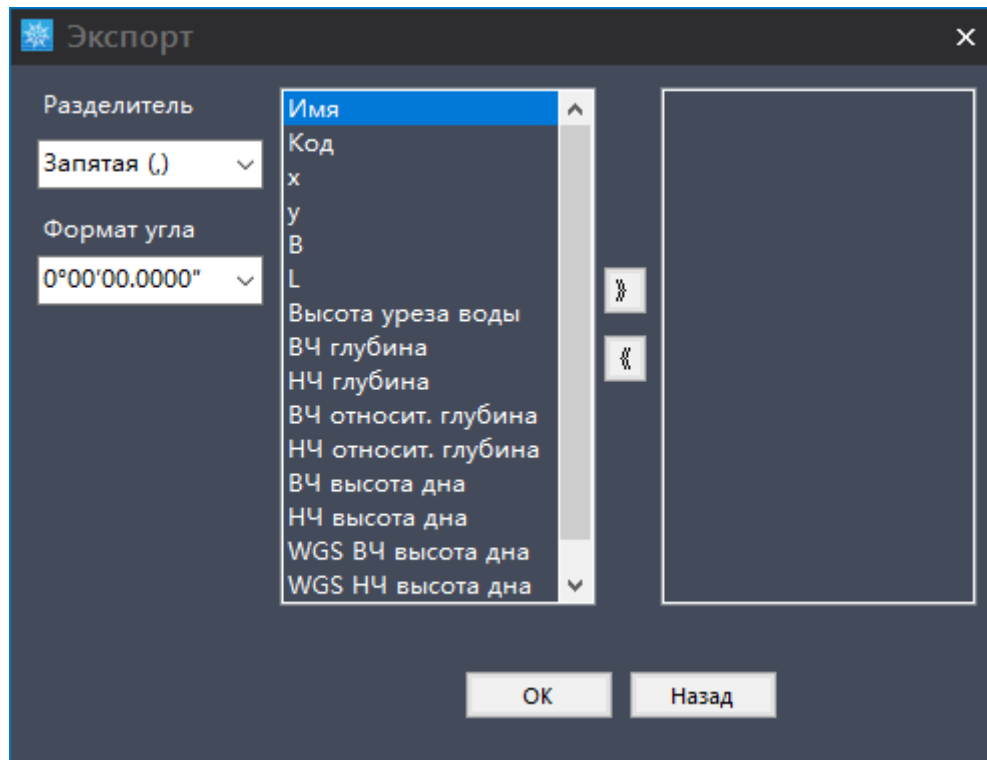 Экспорт
Разделитель
Запятая (,)
Формат угла
0°00'00.0000"
Имя
Код
x
y
B
L
Высота уреза воды
ВЧ глубина
НЧ глубина
ВЧ относит. глубина
НЧ относит. глубина
ВЧ высота дна
НЧ высота дна
WGS ВЧ высота дна
WGS НЧ высота дна
ОК
Назад